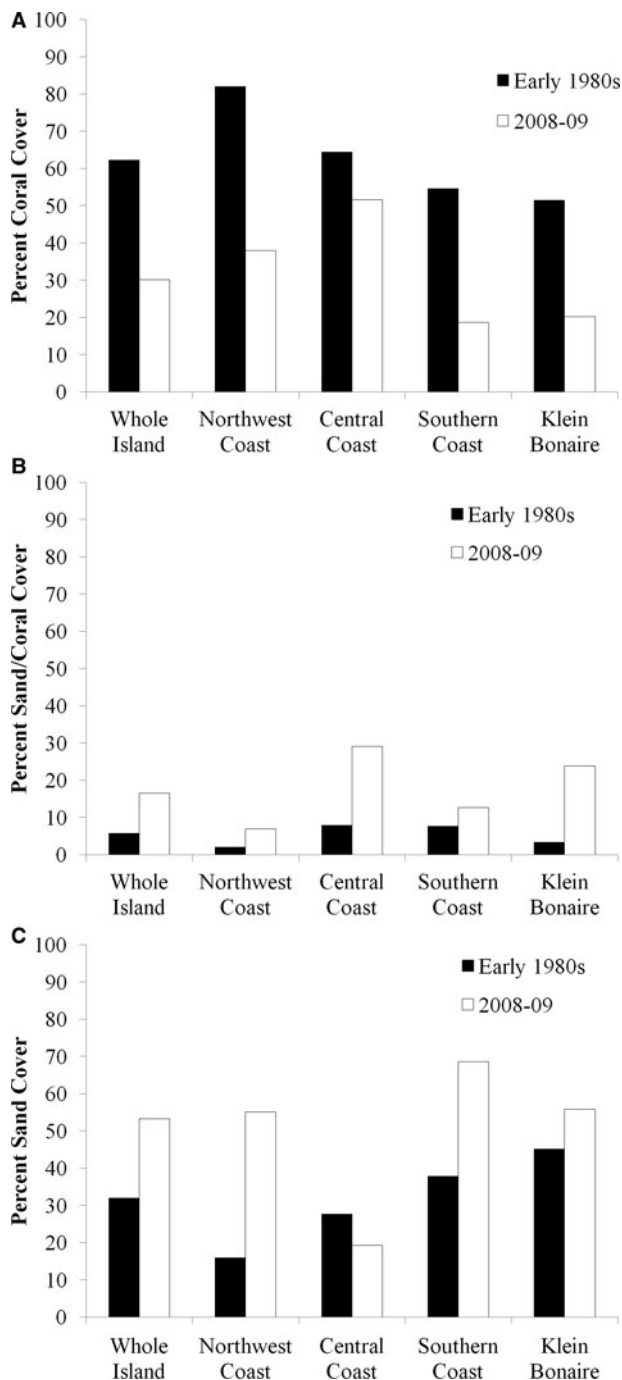 A
Percent Coral Cover
100
90
80
70
60
50
40
30
20
10
0
Early 1980s
2008-09
Whole Island
Northwest Coast
Central Coast
Southern Coast
Klein Bonaire
B
Percent Sand/Coral Cover
100
90
80
70
60
50
40
30
20
10
0
Early 1980s
2008-09
Whole Island
Northwest Coast
Central Coast
Southern Coast
Klein Bonaire
C
Percent Sand Cover
100
90
80
70
60
50
40
30
20
10
0
Early 1980s
2008-09
Whole Island
Northwest Coast
Central Coast
Southern Coast
Klein Bonaire